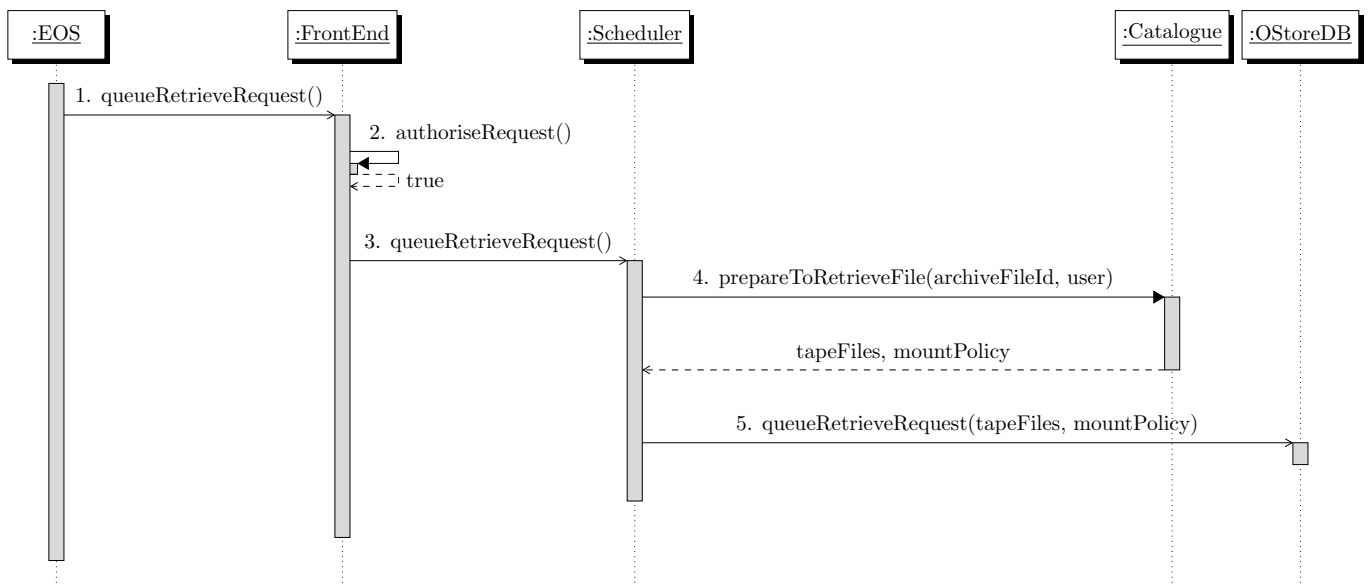 :EOS
:FrontEnd
:Scheduler
:Catalogue
:OStoreDB
1. queueRetrieveRequest()
2. authoriseRequest()
true
3. queueRetrieveRequest()
4. prepareToRetrieveFile(archiveFileId, user)
tapeFiles, mountPolicy
5. queueRetrieveRequest(tapeFiles, mountPolicy)